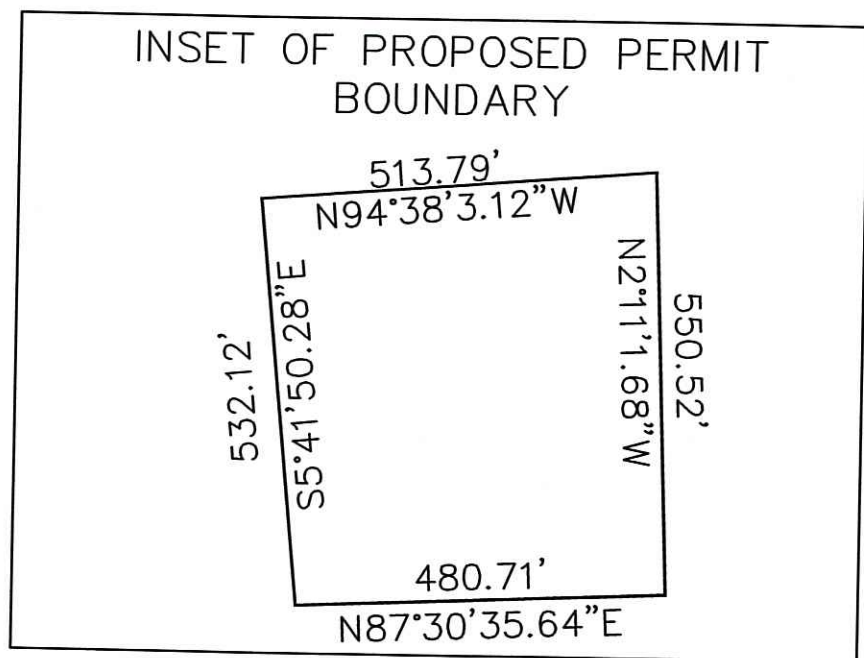 INSET OF PROPOSED PERMIT
BOUNDARY
513.79'
N94°38'3.12"W
S5°41'50.28"E
532.12'
N2°11'1.68"W
550.52'
480.71'
N87°30'35.64"E